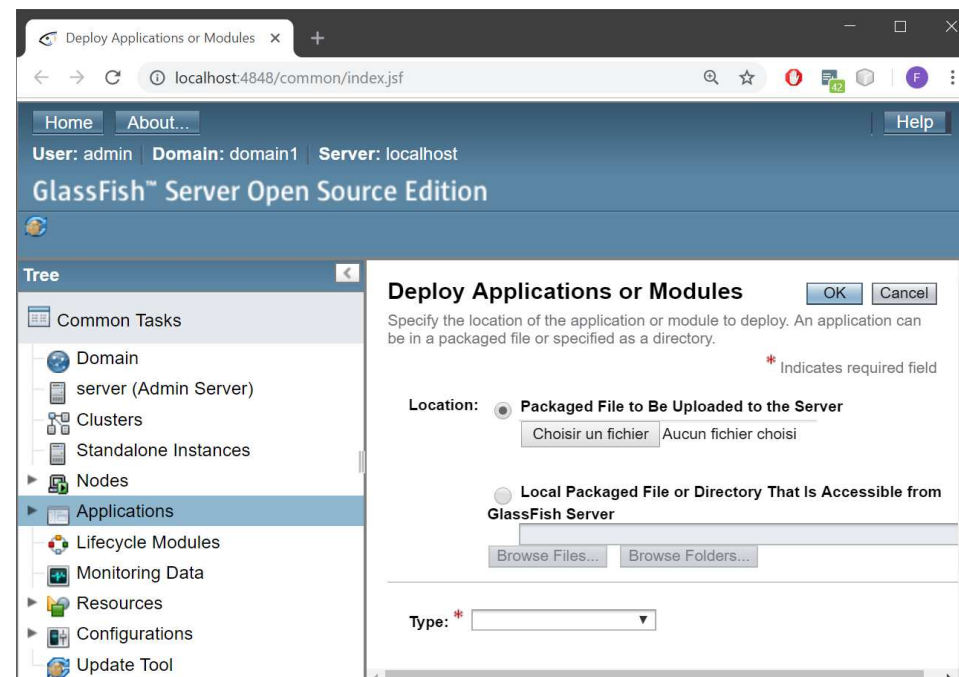 Deploy Applications or Modules
localhost:4848/common/index.jsf
42
F
Home About... Help
User: admin Domain: domain1 Server: localhost
GlassFish™ Server Open Source Edition
Tree
Common Tasks
Domain
server (Admin Server)
Clusters
Standalone Instances
Nodes
Applications
Lifecycle Modules
Monitoring Data
Resources
Configurations
Update Tool
Deploy Applications or Modules
OK Cancel
Specify the location of the application or module to deploy. An application can
be in a packaged file or specified as a directory.
* Indicates required field
Location: Packaged File to Be Uploaded to the Server
Choisir un fichier Aucun fichier choisi
Local Packaged File or Directory That Is Accessible from
GlassFish Server
Browse Files... Browse Folders...
Type: *